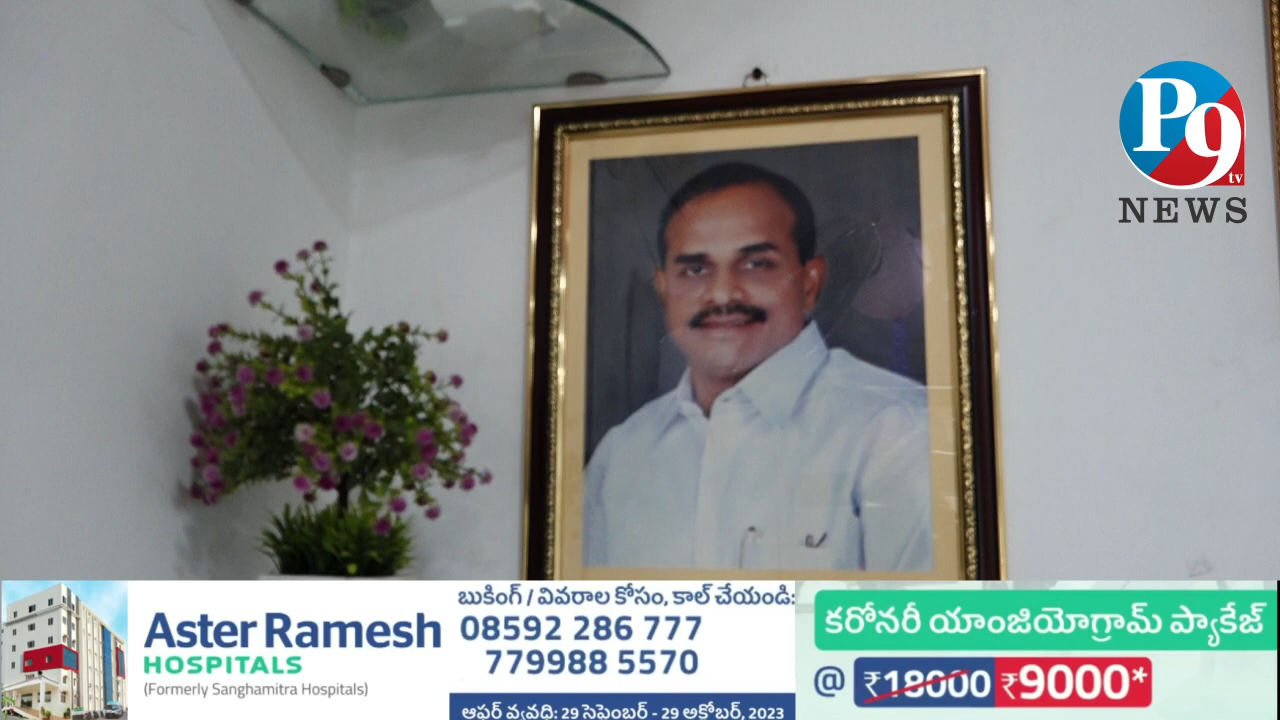 P9
tv
NEWS
Aster Ramesh
HOSPITALS
(Formerly Sanghamitra Hospitals)
బుకింగ్ / వివరాల కోసం, కాల్ చేయండి:
08592 286 777
779988 5570
ఆఫర్ వ్యవధి: 29 సెప్టెంబర్ - 29 అక్టోబర్, 2023
కరోనరీ యాంజియోగ్రామ్ ప్యాకేజ్
@ ₹18000 ₹9000*